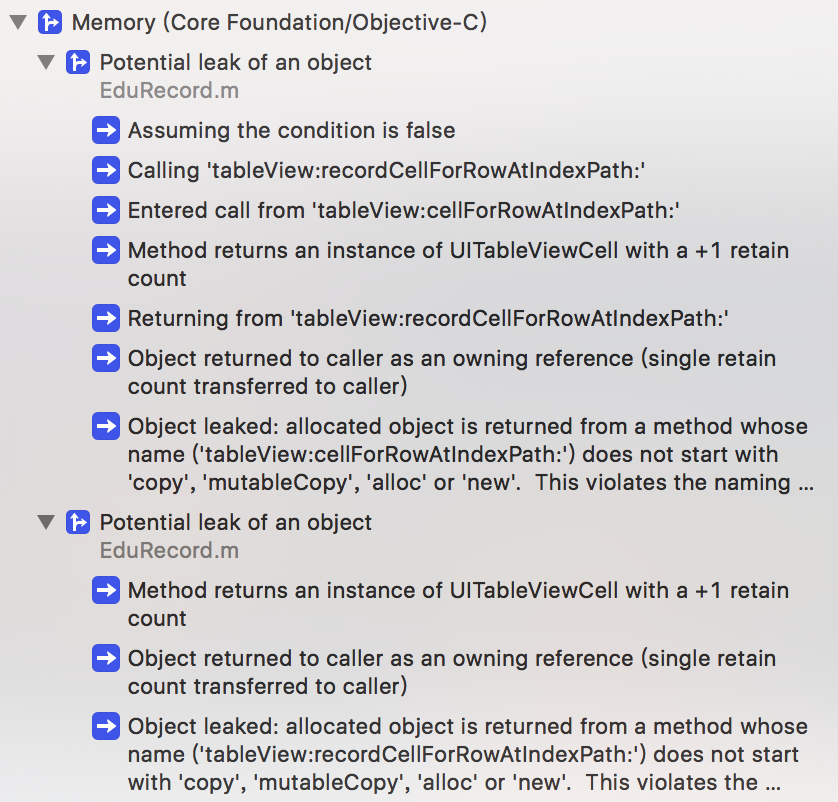 Memory (Core Foundation/Objective-C)
Potential leak of an object
EduRecord.m
Assuming the condition is false
Calling 'tableView:recordCellForRowAtIndexPath:'
Entered call from 'tableView:cellForRowAtIndexPath:'
Method returns an instance of UITableViewCell with a +1 retain
count
Returning from 'tableView:recordCellForRowAtIndexPath:'
Object returned to caller as an owning reference (single retain
count transferred to caller)
Object leaked: allocated object is returned from a method whose
name ('tableView:cellForRowAtIndexPath:') does not start with
'copy', 'mutableCopy', 'alloc' or 'new'.  This violates the naming ...
Potential leak of an object
EduRecord.m
Method returns an instance of UITableViewCell with a +1 retain
count
Object returned to caller as an owning reference (single retain
count transferred to caller)
Object leaked: allocated object is returned from a method whose
name ('tableView:recordCellForRowAtIndexPath:') does not start
with 'copy', 'mutableCopy', 'alloc' or 'new'.  This violates the ...